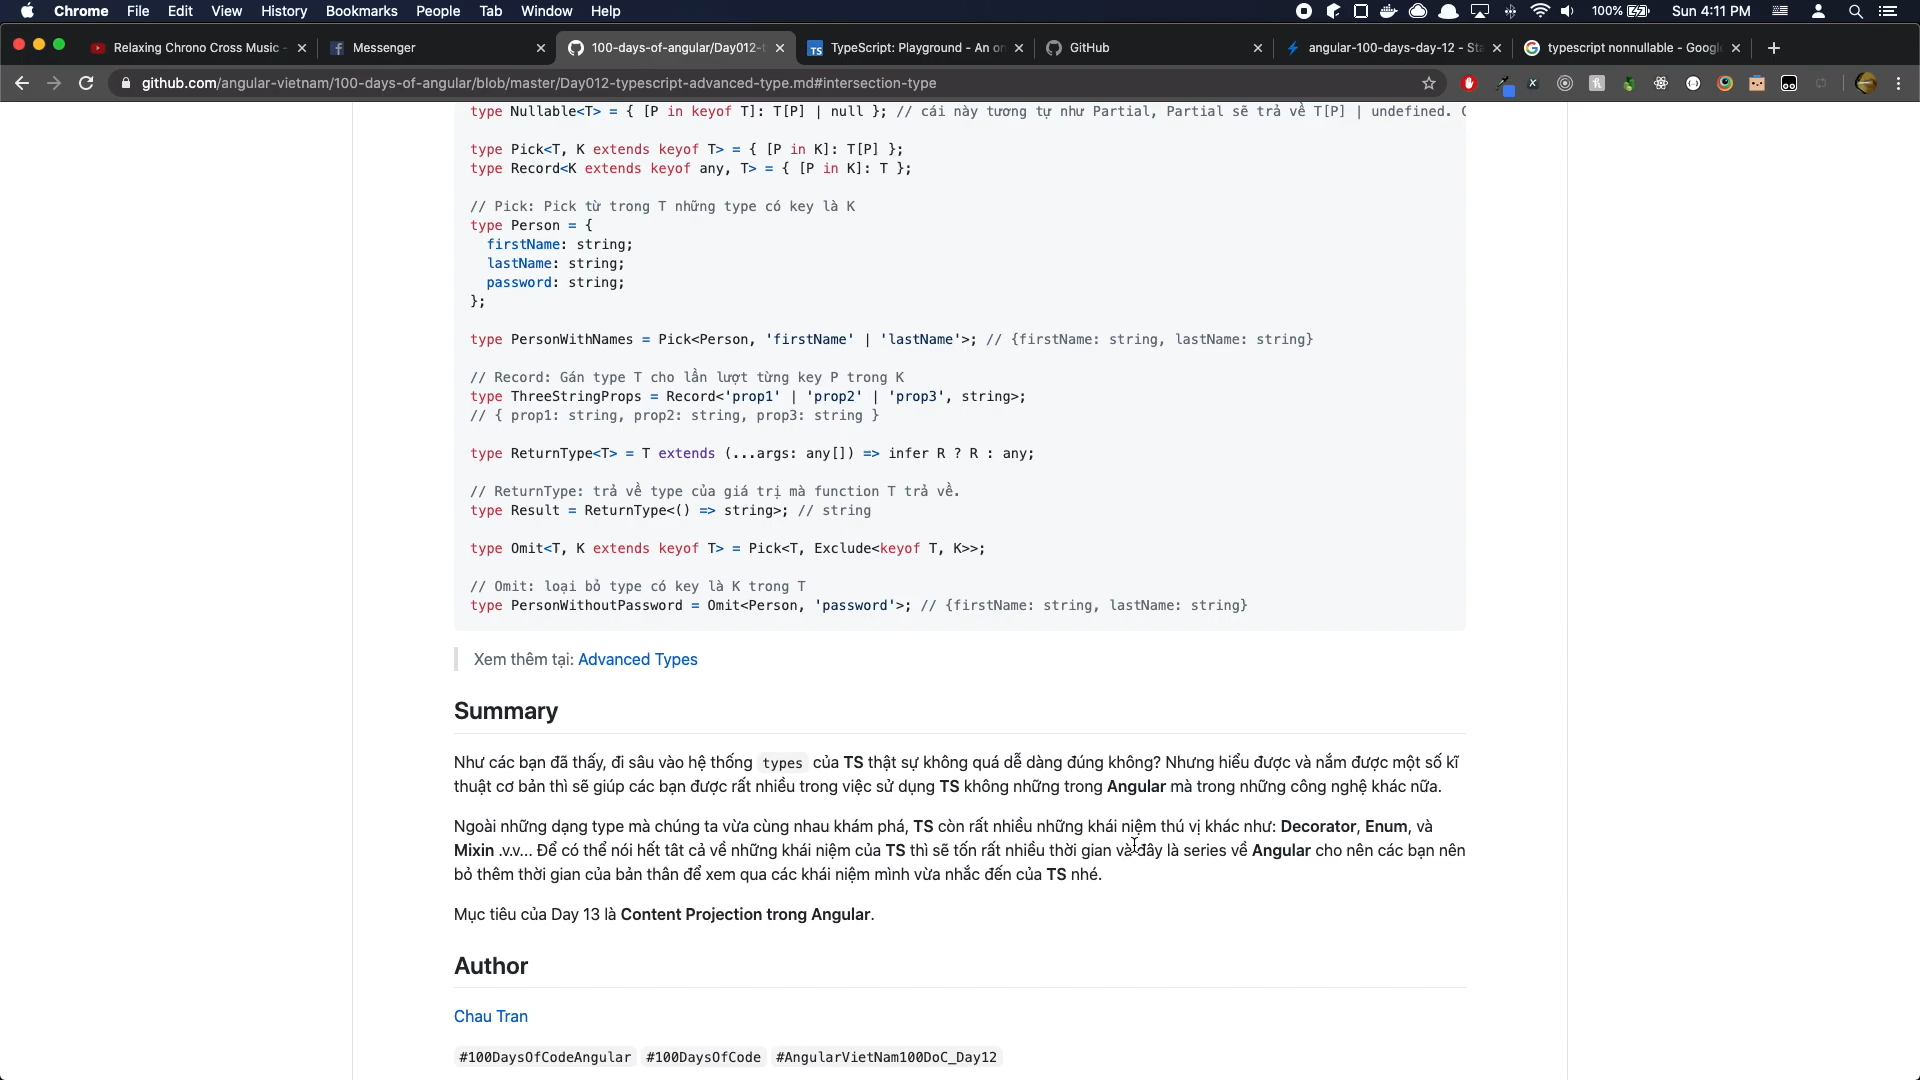 Chrome File Edit View History Bookmarks People Tab Window Help 100% Sun 4:11 PM
Relaxing Chrono Cross Music - Messenger 100-days-of-angular/Day012-t TypeScript: Playground - An on GitHub angular-100-days-day-12 - Sta typescript nonnullable - Google
github.com/angular-vietnam/100-days-of-angular/blob/master/Day012-typescript-advanced-type.md#intersection-type
type Nullable<T> = { [P in keyof T]: T[P] | null }; // cái này tương tự như Partial, Partial sẽ trả về T[P] | undefined. C
type Pick<T, K extends keyof T> = { [P in K]: T[P] };
type Record<K extends keyof any, T> = { [P in K]: T };
// Pick: Pick từ trong T những type có key là K
type Person = {
firstName: string;
lastName: string;
password: string;
};
type PersonWithNames = Pick<Person, 'firstName' | 'lastName'>; // {firstName: string, lastName: string}
// Record: Gán type T cho lần lượt từng key P trong K
type ThreeStringProps = Record<'prop1' | 'prop2' | 'prop3', string>;
// { prop1: string, prop2: string, prop3: string }
type ReturnType<T> = T extends (...args: any[]) => infer R ? R : any;
// ReturnType: trả về type của giá trị mà function T trả về.
type Result = ReturnType<() => string>; // string
type Omit<T, K extends keyof T> = Pick<T, Exclude<keyof T, K>>;
// Omit: loại bỏ type có key là K trong T
type PersonWithoutPassword = Omit<Person, 'password'>; // {firstName: string, lastName: string}
Xem thêm tại: Advanced Types
Summary
Như các bạn đã thấy, đi sâu vào hệ thống types của TS thật sự không quá dễ dàng đúng không? Nhưng hiểu được và nắm được một số kĩ
thuật cơ bản thì sẽ giúp các bạn được rất nhiều trong việc sử dụng TS không những trong Angular mà trong những công nghệ khác nữa.
Ngoài những dạng type mà chúng ta vừa cùng nhau khám phá, TS còn rất nhiều những khái niệm thú vị khác như: Decorator, Enum, và
Mixin .v.v... Để có thể nói hết tât cả về những khái niệm của TS thì sẽ tốn rất nhiều thời gian và đây là series về Angular cho nên các bạn nên
bỏ thêm thời gian của bản thân để xem qua các khái niệm mình vừa nhắc đến của TS nhé.
Mục tiêu của Day 13 là Content Projection trong Angular.
Author
Chau Tran
#100DaysOfCodeAngular #100DaysOfCode #AngularVietNam100DoC_Day12